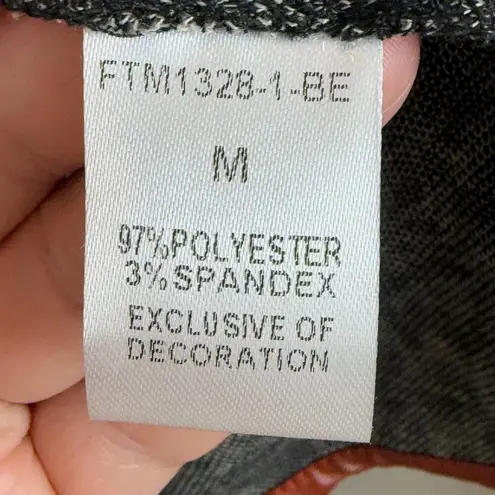 FTM1328-1-BE
M
97%POLYESTER
3%SPANDEX
EXCLUSIVE OF
DECORATION